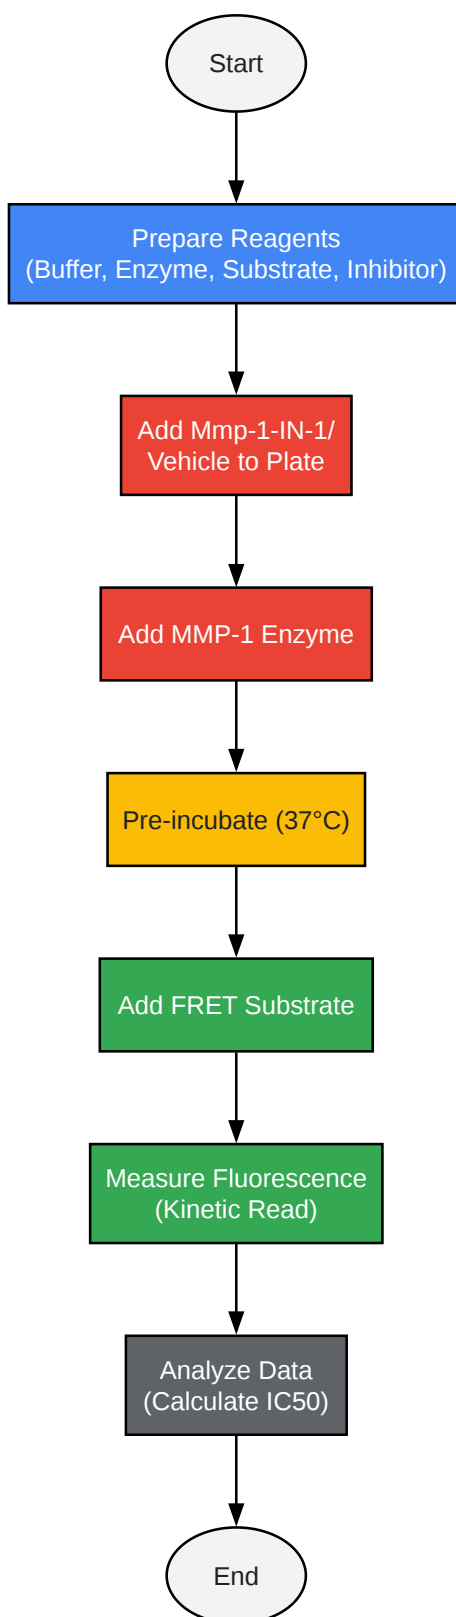 Start
Prepare Reagents
(Buffer, Enzyme, Substrate, Inhibitor)
Add Mmp-1-IN-1/
Vehicle to Plate
Add MMP-1 Enzyme
Pre-incubate (37°C)
Add FRET Substrate
Measure Fluorescence
(Kinetic Read)
Analyze Data
(Calculate IC50)
End